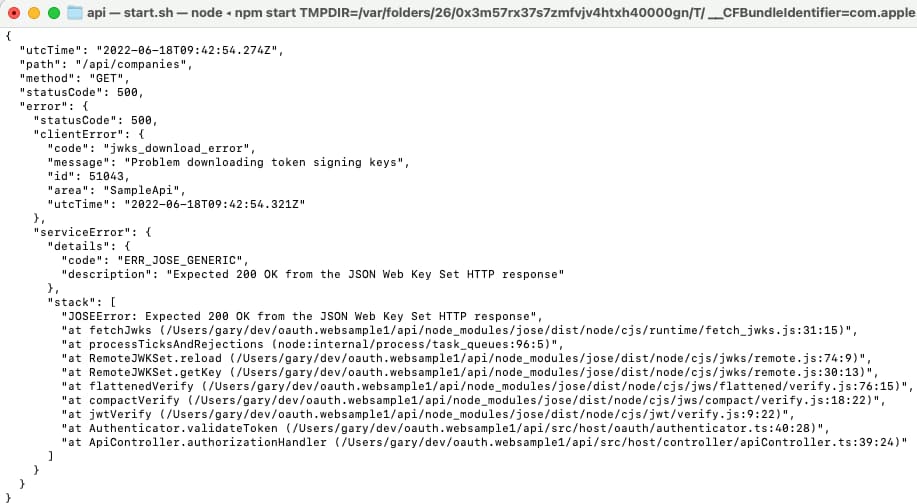 api — start.sh — node ◂ npm start TMPDIR=/var/folders/26/0x3m57rx37s7zmfvjv4htxh40000gn/T/ __CFBundleIdentifier=com.apple
{
  "utcTime": "2022-06-18T09:42:54.274Z",
  "path": "/api/companies",
  "method": "GET",
  "statusCode": 500,
  "error": {
    "statusCode": 500,
    "clientError": {
      "code": "jwks_download_error",
      "message": "Problem downloading token signing keys",
      "id": 51043,
      "area": "SampleApi",
      "utcTime": "2022-06-18T09:42:54.321Z"
    },
    "serviceError": {
      "details": {
        "code": "ERR_JOSE_GENERIC",
        "description": "Expected 200 OK from the JSON Web Key Set HTTP response"
      },
      "stack": [
        "JOSEError: Expected 200 OK from the JSON Web Key Set HTTP response",
        "at fetchJwks (/Users/gary/dev/oauth.websample1/api/node_modules/jose/dist/node/cjs/runtime/fetch_jwks.js:31:15)",
        "at processTicksAndRejections (node:internal/process/task_queues:96:5)",
        "at RemoteJWKSet.reload (/Users/gary/dev/oauth.websample1/api/node_modules/jose/dist/node/cjs/jwks/remote.js:74:9)",
        "at RemoteJWKSet.getKey (/Users/gary/dev/oauth.websample1/api/node_modules/jose/dist/node/cjs/jwks/remote.js:30:13)",
        "at flattenedVerify (/Users/gary/dev/oauth.websample1/api/node_modules/jose/dist/node/cjs/jws/flattened/verify.js:76:15)",
        "at compactVerify (/Users/gary/dev/oauth.websample1/api/node_modules/jose/dist/node/cjs/jws/compact/verify.js:18:22)",
        "at jwtVerify (/Users/gary/dev/oauth.websample1/api/node_modules/jose/dist/node/cjs/jwt/verify.js:9:22)",
        "at Authenticator.validateToken (/Users/gary/dev/oauth.websample1/api/src/host/oauth/authenticator.ts:40:28)",
        "at ApiController.authorizationHandler (/Users/gary/dev/oauth.websample1/api/src/host/controller/apiController.ts:39:24)"
      ]
    }
  }
}